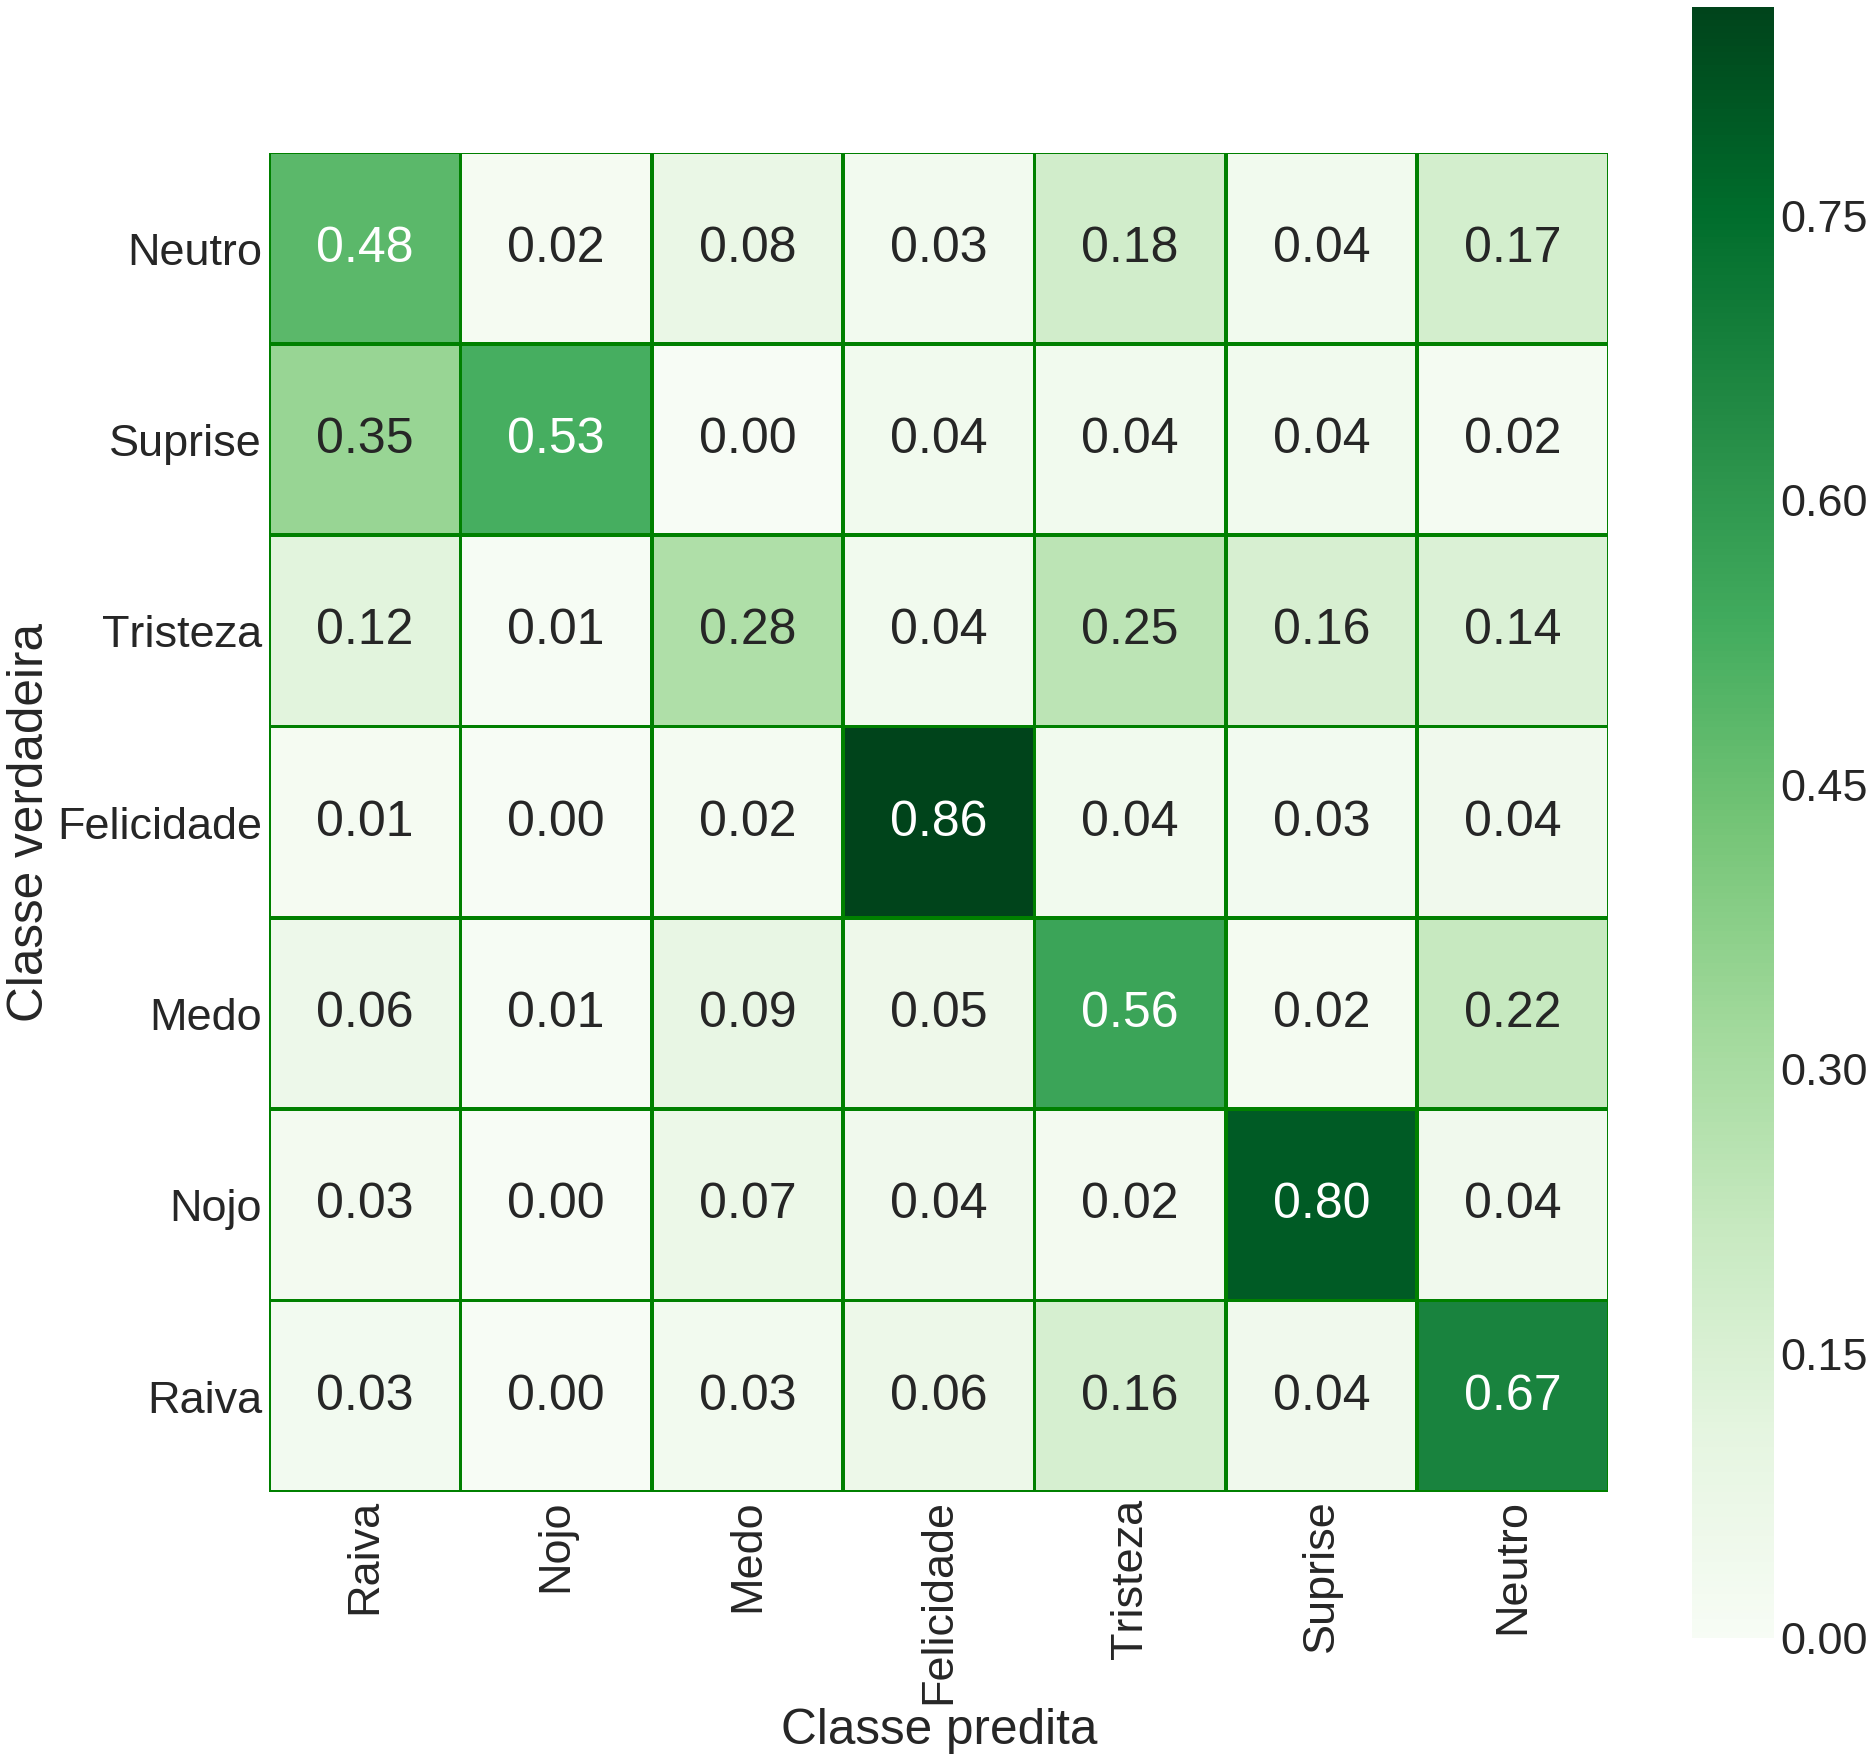 Neutro 0.48 0.02 0.08 0.03 0.18 0.04 0.17
Suprise 0.35 0.53 0.00 0.04 0.04 0.04 0.02
Tristeza 0.12 0.01 0.28 0.04 0.25 0.16 0.14
Felicidade 0.01 0.00 0.02 0.86 0.04 0.03 0.04
Medo 0.06 0.01 0.09 0.05 0.56 0.02 0.22
Nojo 0.03 0.00 0.07 0.04 0.02 0.80 0.04
Raiva 0.03 0.00 0.03 0.06 0.16 0.04 0.67
Classe verdadeira
Raiva Nojo Medo Felicidade Tristeza Suprise Neutro
Classe predita
0.75
0.60
0.45
0.30
0.15
0.00